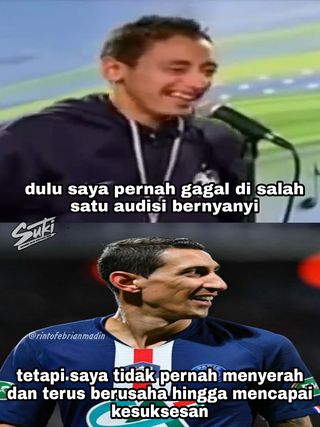 dulu saya pernah gagal di salah
satu audisi bernyanyi
Suki
@rintofebrianmadin
tetapi saya tidak pernah menyerah
dan terus berusaha hingga mencapai
kesuksesan